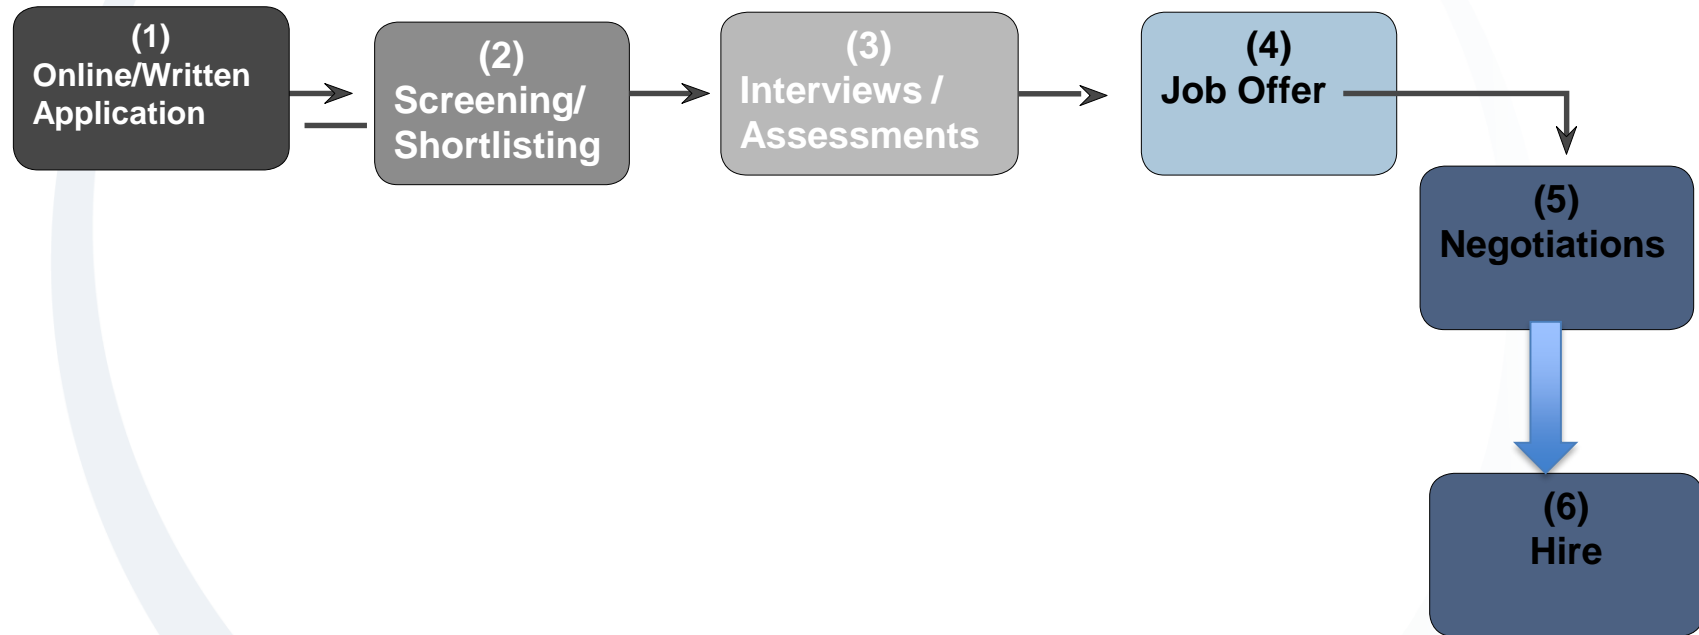 (1)
Online/Written
Application
(2)
Screening/
Shortlisting
(3)
Interviews /
Assessments
(4)
Job Offer
(5)
Negotiations
(6)
Hire